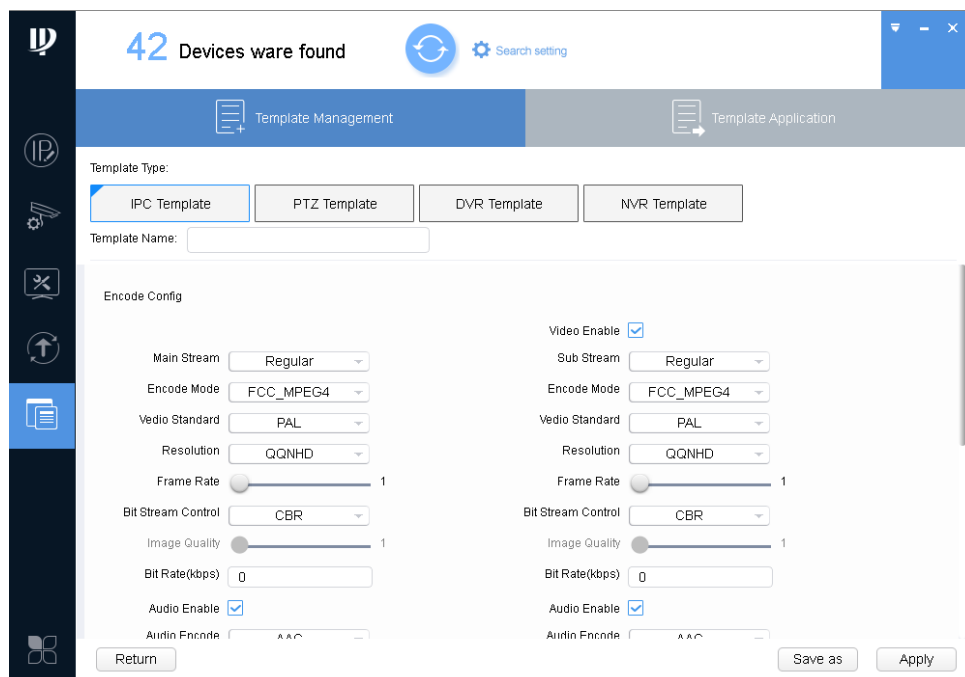 IP
42 Devices ware found
Search setting
Template Management
Template Application
IP
Template Type:
IPC Template PTZ Template DVR Template NVR Template
Template Name:
Encode Config
Video Enable
Main Stream Regular Sub Stream Regular
Encode Mode FCC_MPEG4 Encode Mode FCC_MPEG4
Vedio Standard PAL Vedio Standard PAL
Resolution QQNHD Resolution QQNHD
Frame Rate 1 Frame Rate 1
Bit Stream Control CBR Bit Stream Control CBR
Image Quality 1 Image Quality 1
Bit Rate(kbps) 0 Bit Rate(kbps) 0
Audio Enable Audio Enable
Audio Encode AAC Audio Encode AAC
Return Save as Apply